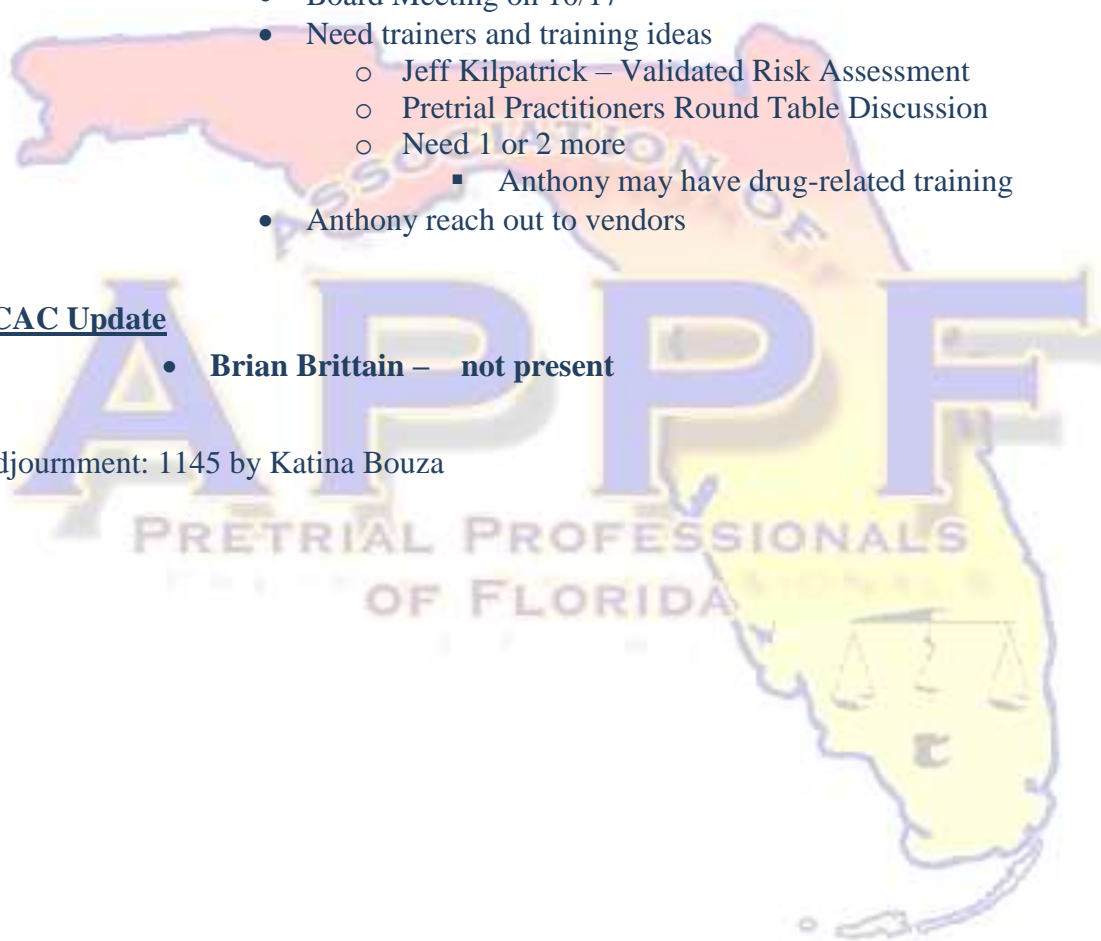 Board Meeting on 10/17
• Need trainers and training ideas
o Jeff Kilpatrick – Validated Risk Assessment
o Pretrial Practitioners Round Table Discussion
o Need 1 or 2 more
▪ Anthony may have drug-related training
• Anthony reach out to vendors
ASSOCIATION OF
CAC Update
• Brian Brittain – not present
APPF
djournment: 1145 by Katina Bouza
PRETRIAL PROFESSIONALS
OF FLORIDA